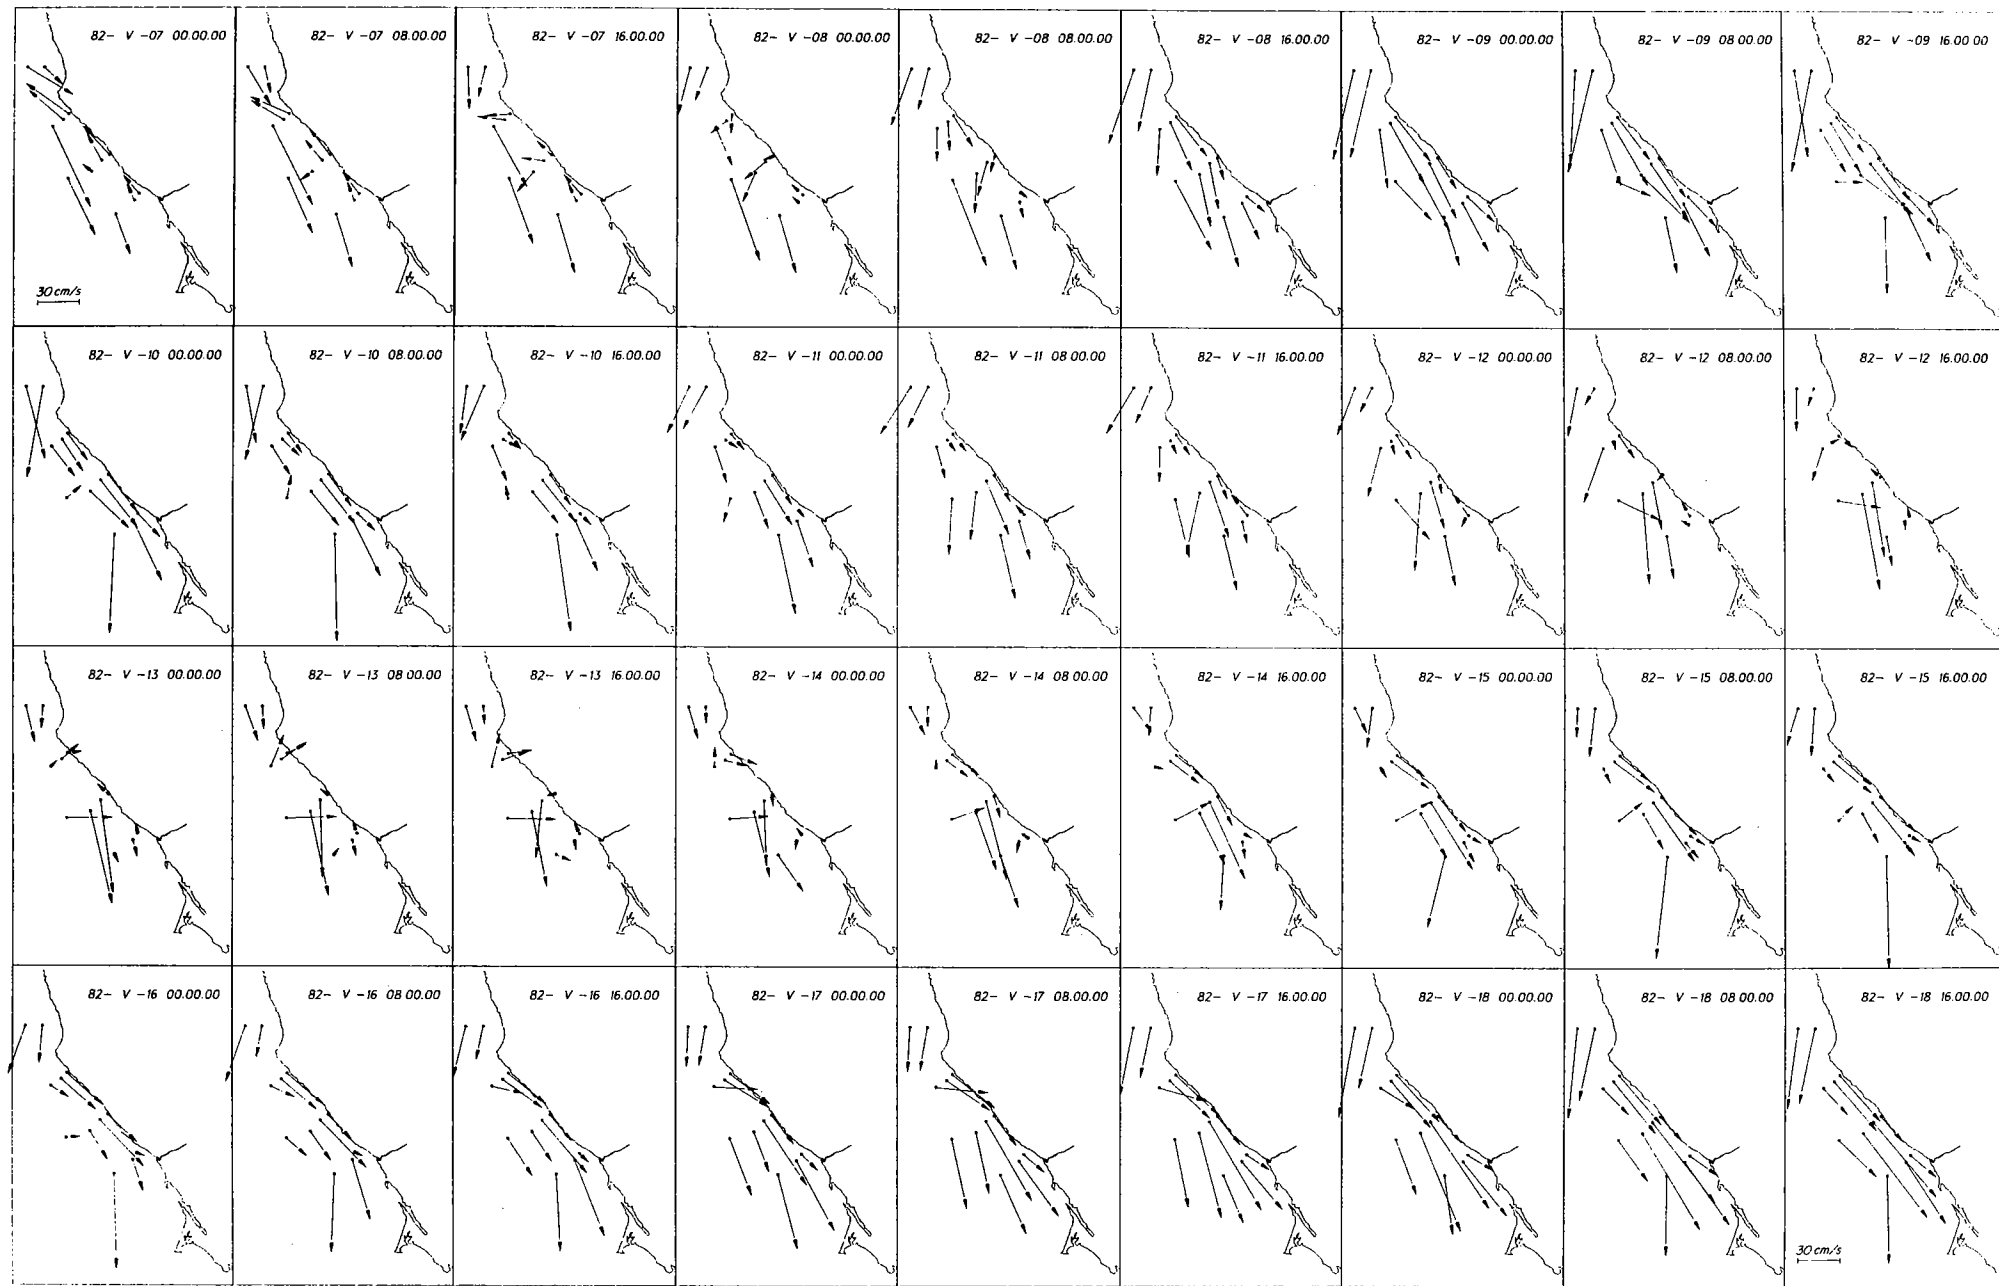 82- V -07 00.00.00
82- V -07 08.00.00
82- V -07 16.00.00
82- V -08 00.00.00
82- V -08 08.00.00
82- V -08 16.00.00
82- V -09 00.00.00
82- V -09 08.00.00
82- V -09 16.00.00
30 cm/s
82- V -10 00.00.00
82- V -10 08.00.00
82- V -10 16.00.00
82- V -11 00.00.00
82- V -11 08.00.00
82- V -11 16.00.00
82- V -12 00.00.00
82- V -12 08.00.00
82- V -12 16.00.00
82- V -13 00.00.00
82- V -13 08.00.00
82- V -13 16.00.00
82- V -14 00.00.00
82- V -14 08.00.00
82- V -14 16.00.00
82- V -15 00.00.00
82- V -15 08.00.00
82- V -15 16.00.00
82- V -16 00.00.00
82- V -16 08.00.00
82- V -16 16.00.00
82- V -17 00.00.00
82- V -17 08.00.00
82- V -17 16.00.00
82- V -18 00.00.00
82- V -18 08.00.00
82- V -18 16.00.00
30 cm/s